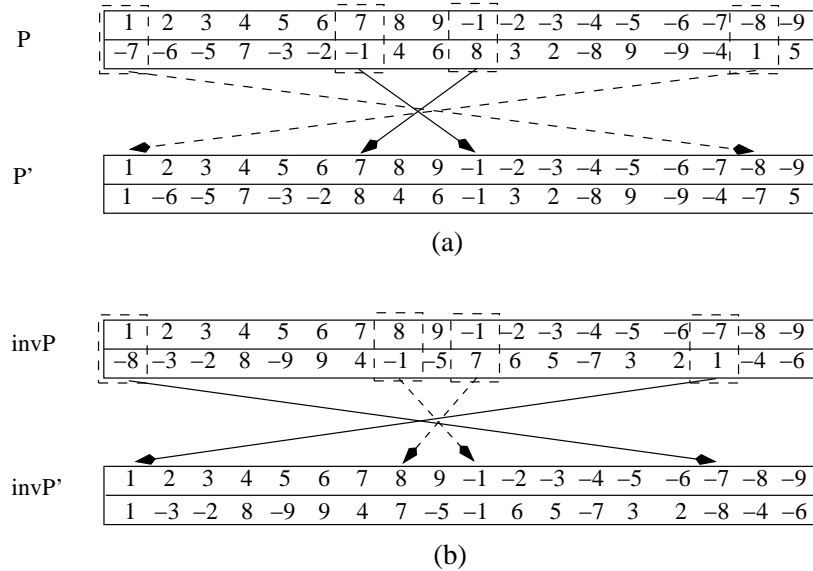 P 1 2 3 4 5 6 7 8 9 −1 −2 −3 −4 −5 −6 −7 −8 −9
−7 −6 −5 7 −3 −2 −1 4 6 8 3 2 −8 9 −9 −4 1 5
P' 1 2 3 4 5 6 7 8 9 −1 −2 −3 −4 −5 −6 −7 −8 −9
1 −6 −5 7 −3 −2 8 4 6 −1 3 2 −8 9 −9 −4 −7 5
(a)
invP 1 2 3 4 5 6 7 8 9 −1 −2 −3 −4 −5 −6 −7 −8 −9
−8 −3 −2 8 −9 9 4 −1 −5 7 6 5 −7 3 2 1 −4 −6
invP' 1 2 3 4 5 6 7 8 9 −1 −2 −3 −4 −5 −6 −7 −8 −9
1 −3 −2 8 −9 9 4 7 −5 −1 6 5 −7 3 2 −8 −4 −6
(b)